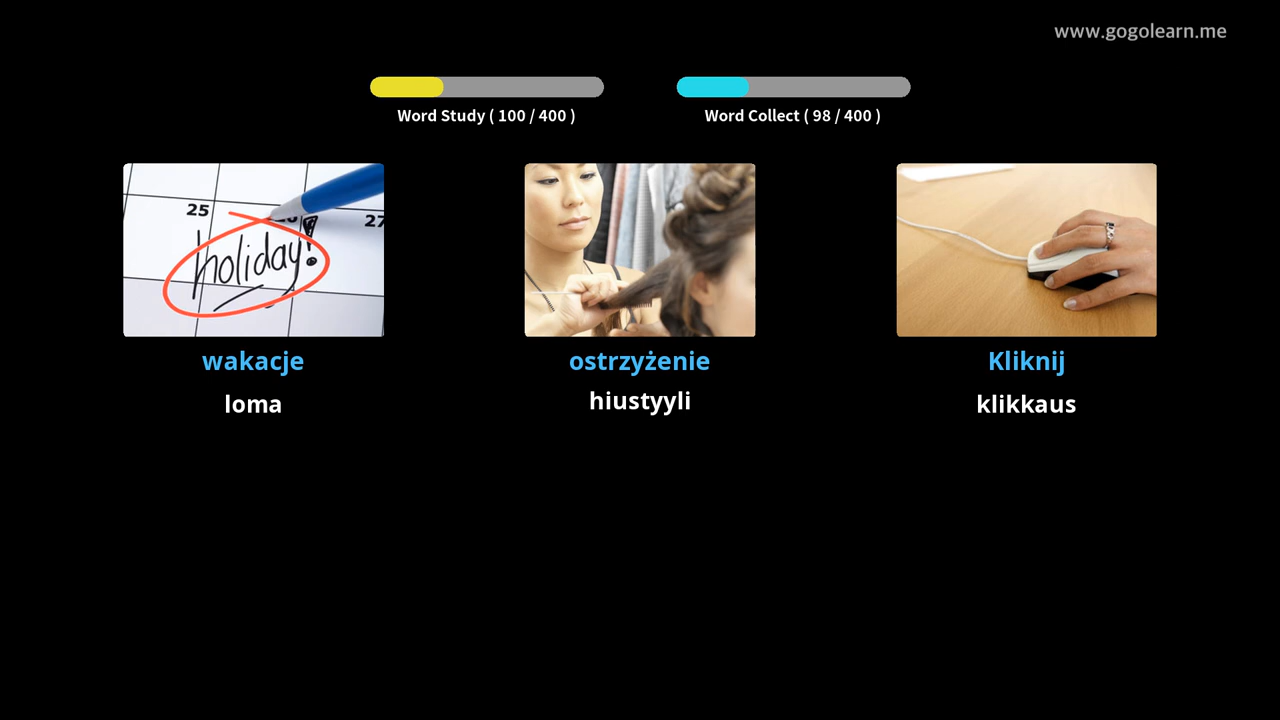 www.gogolearn.me
Word Study ( 100 / 400 )
Word Collect ( 98 / 400 )
25
27
holiday!
wakacje
ostrzyżenie
Kliknij
loma
hiustyyli
klikkaus